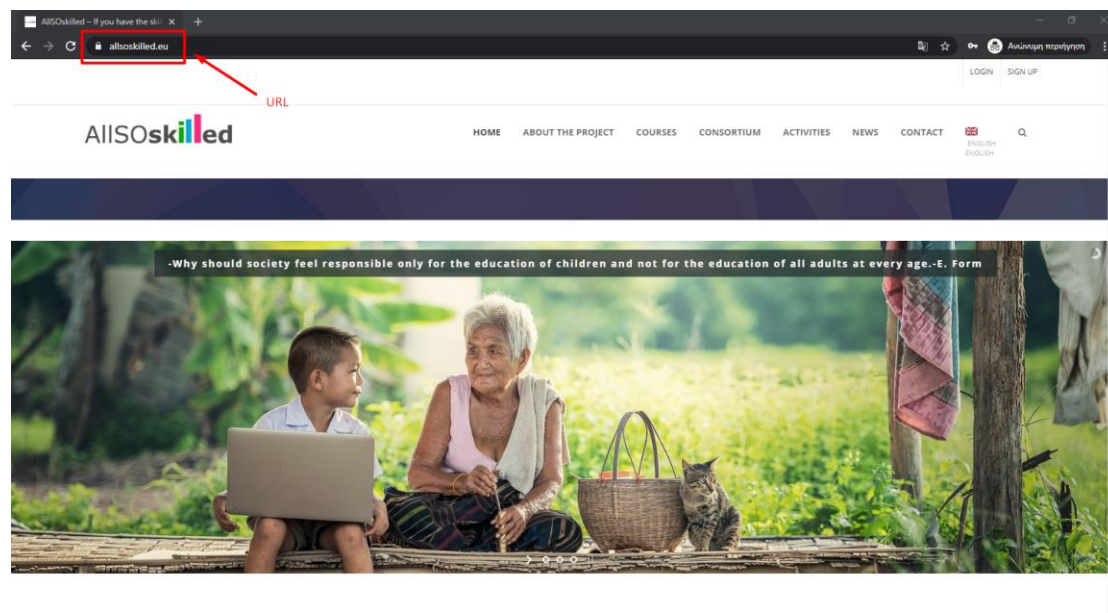 AllSOskilled – If you have the skil
allsoskilled.eu
Ανώνυμη περιήγηση
URL
LOGIN SIGN UP
AllSOskilled
HOME ABOUT THE PROJECT COURSES CONSORTIUM ACTIVITIES NEWS CONTACT
ENGLISH
ENGLISH
-Why should society feel responsible only for the education of children and not for the education of all adults at every age.-E. Form